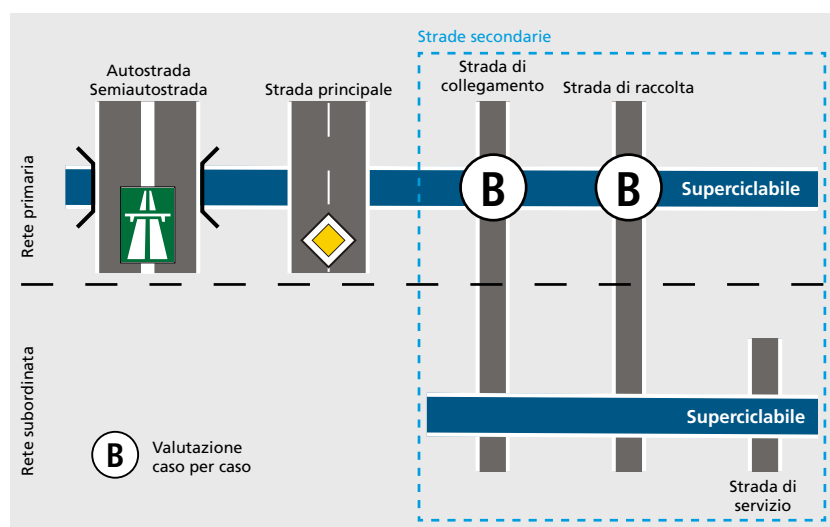 Strade secondarie
Autostrada
Semiautostrada
Strada principale
Strada di
collegamento
Strada di raccolta
Rete primaria
B
B
Superciclabile
Rete subordinata
Superciclabile
B
Valutazione
caso per caso
Strada di
servizio